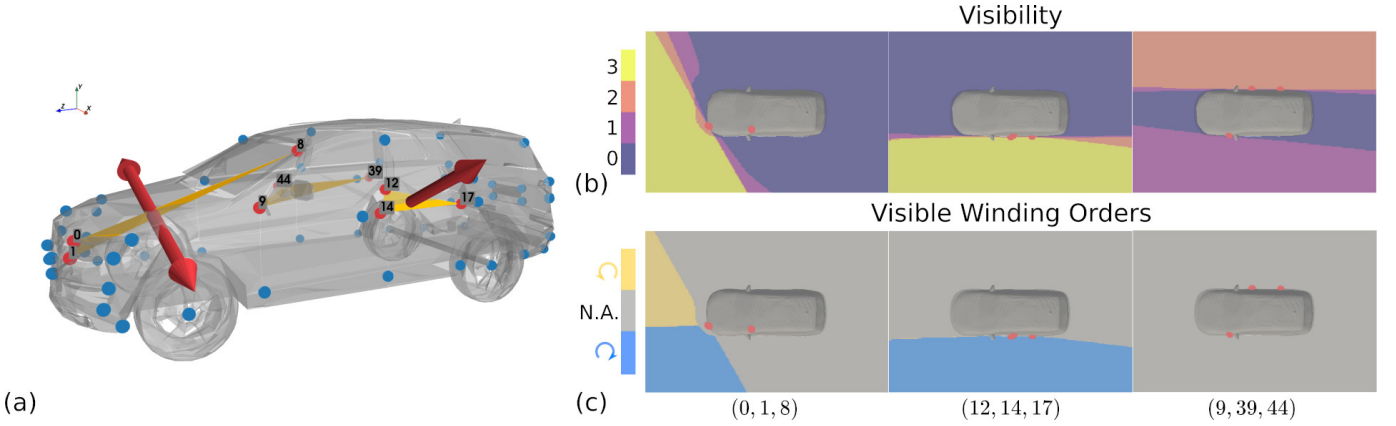 Visibility
Y
Z
X
8
44
39
12
9
14
17
0
1
3
2
1
0
(b)
Visible Winding Orders
N.A.
(a)
(c)
(0, 1, 8)
(12, 14, 17)
(9, 39, 44)